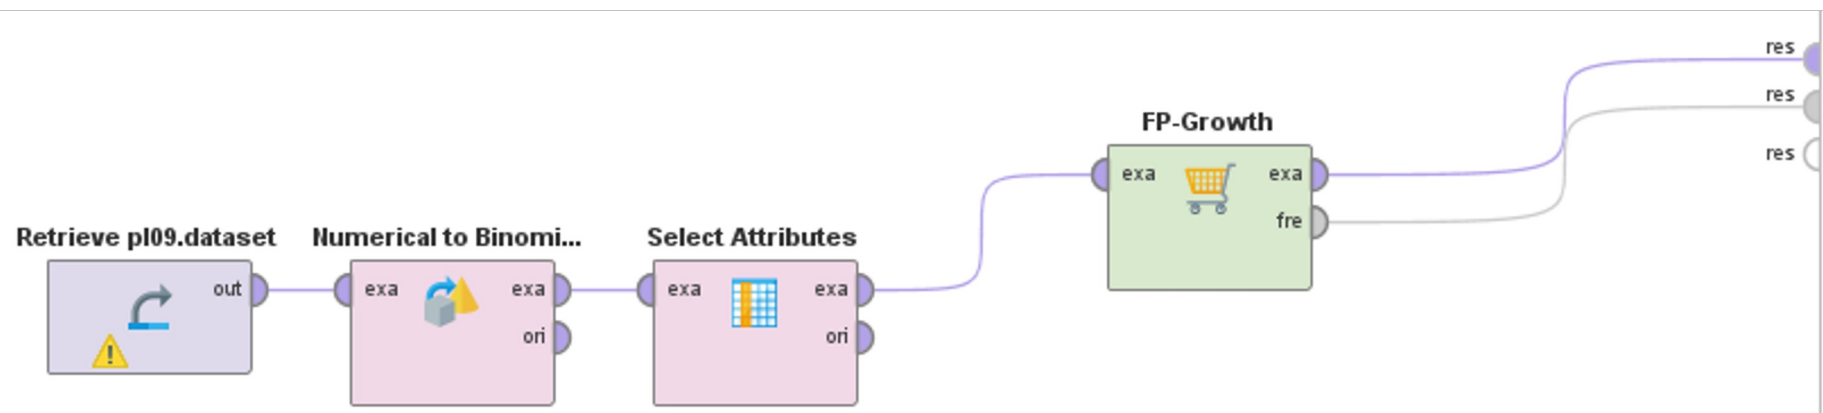 res
res
FP-Growth
res
exa exa
fre
Retrieve pl09.dataset Numerical to Binomi... Select Attributes
out exa exa exa exa
ori ori